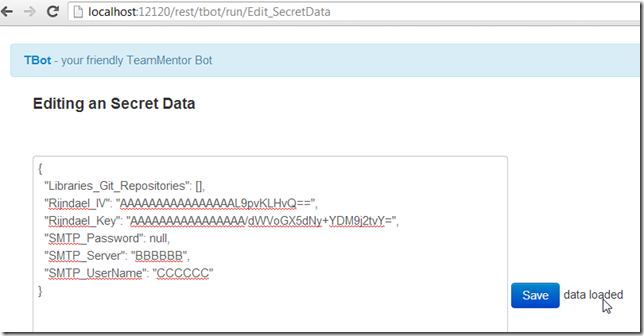 localhost:12120/rest/tbot/run/Edit_SecretData
TBot - your friendly TeamMentor Bot
Editing an Secret Data
{
"Libraries_Git_Repositories": [],
"Rijndael_IV": "AAAAAAAAAAAAAAAAL9pvKLHvQ==",
"Rijndael_Key": "AAAAAAAAAAAAAAAA/dWVoGX5dNy+YDM9j2tvY=",
"SMTP_Password": null,
"SMTP_Server": "BBBBBB",
"SMTP_UserName": "CCCCCC"
}
Save data loaded